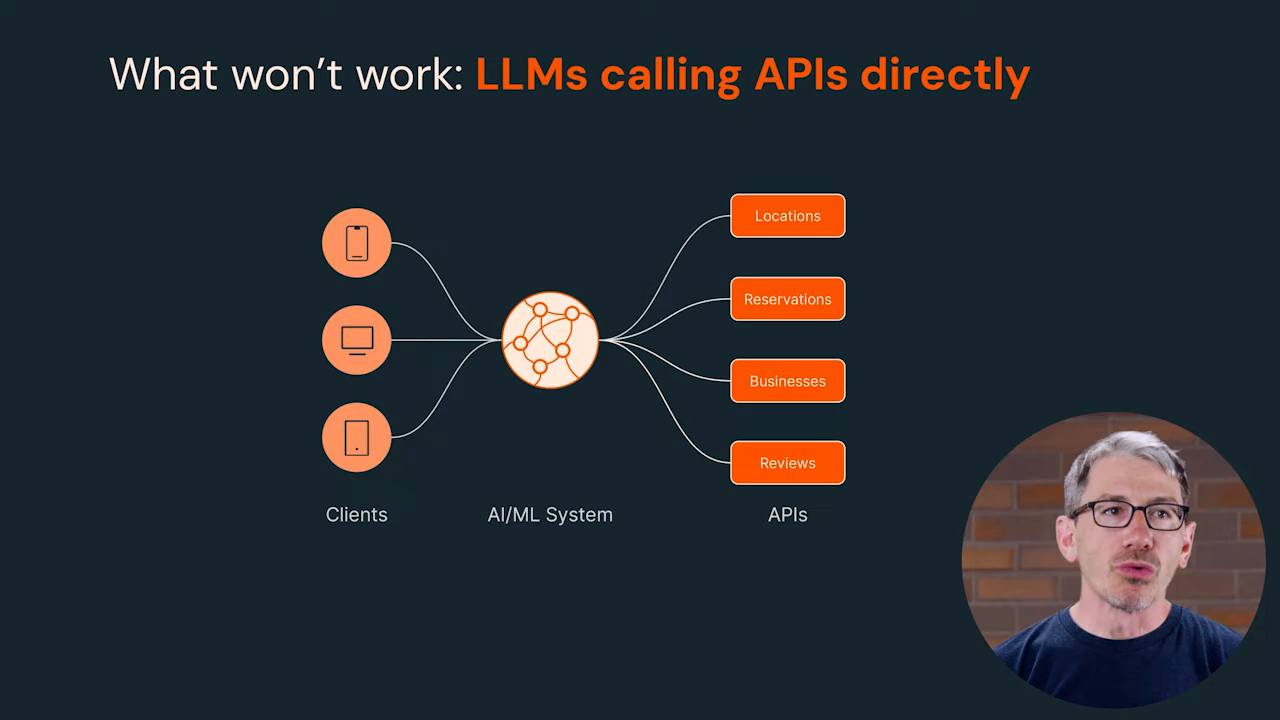 What won’t work: LLMs calling APIs directly
Locations
Reservations
Businesses
Reviews
Clients
AI/ML System
APIs